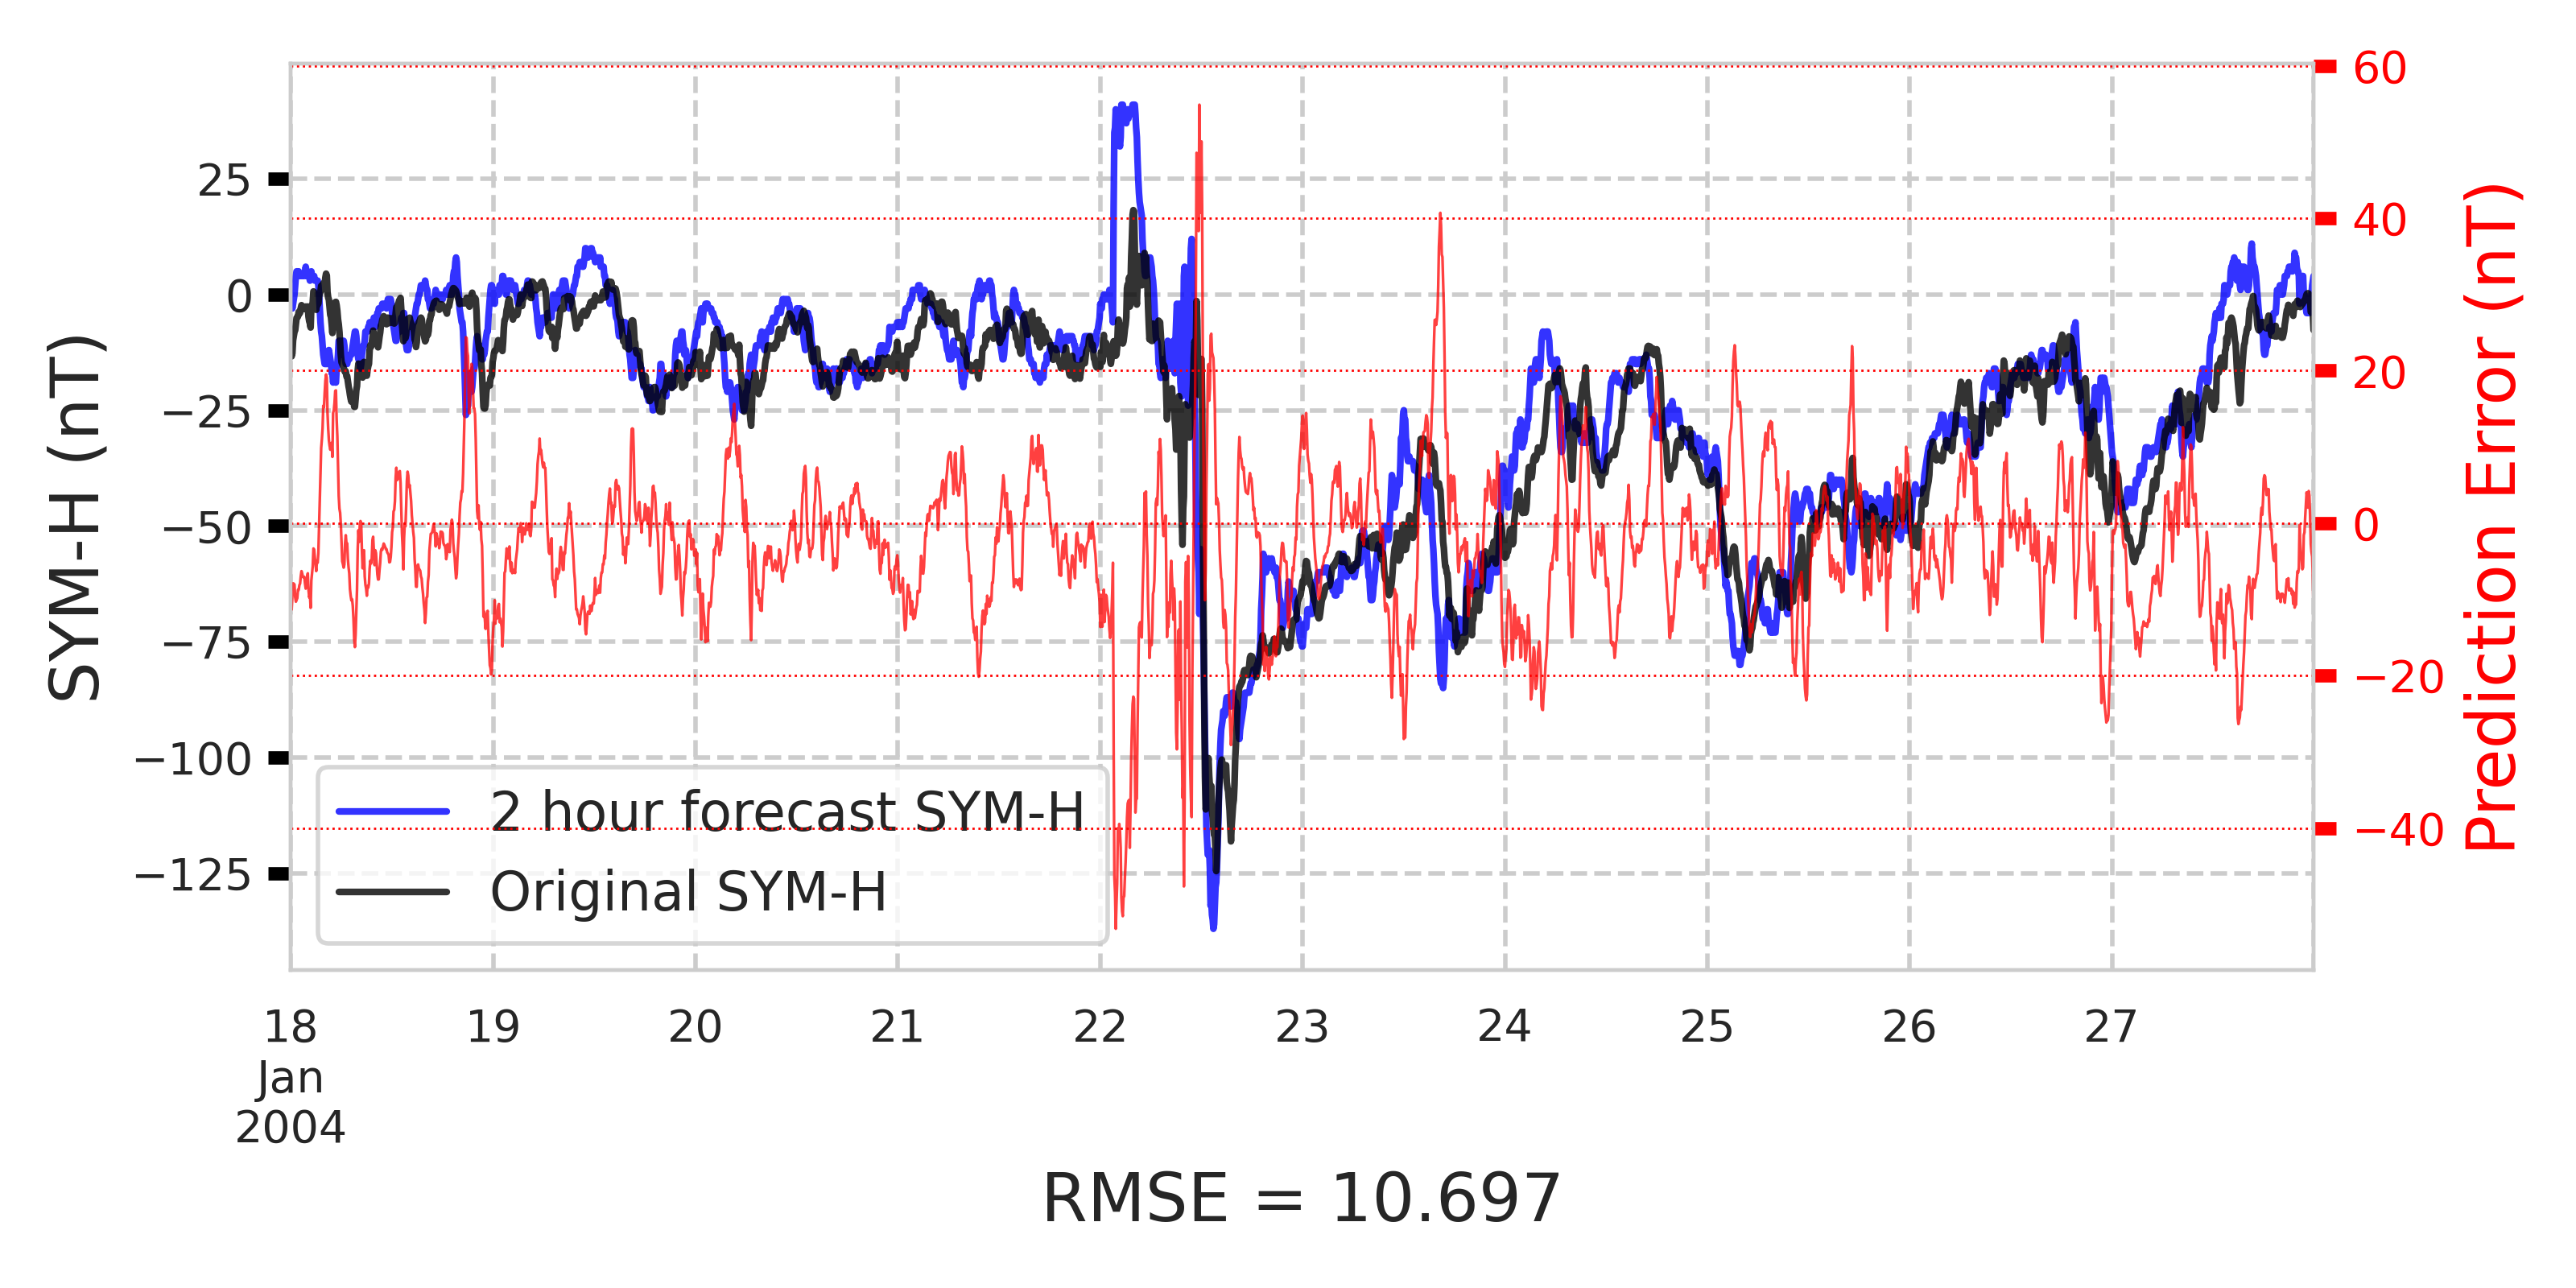 SYM-H (nT)
25
0
−25
−50
−75
−100
−125
60
40
20
0
−20
−40
Prediction Error (nT)
2 hour forecast SYM-H
Original SYM-H
18 19 20 21 22 23 24 25 26 27
Jan
2004
RMSE = 10.697